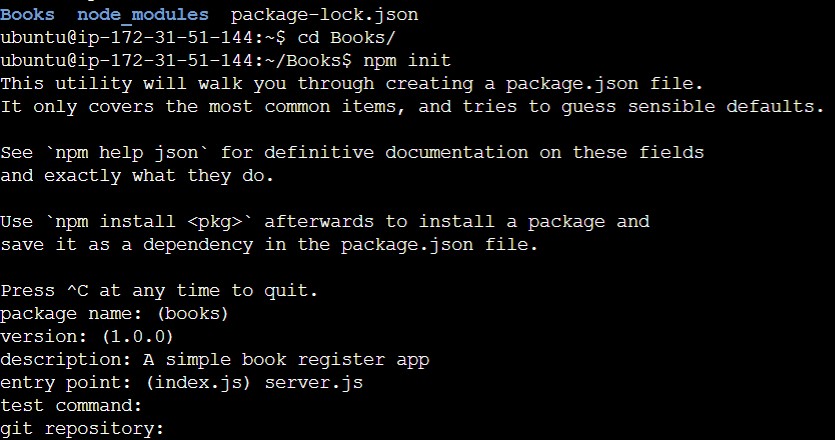 Books  node_modules  package-lock.json
ubuntu@ip-172-31-51-144:~$ cd Books/
ubuntu@ip-172-31-51-144:~/Books$ npm init
This utility will walk you through creating a package.json file.
It only covers the most common items, and tries to guess sensible defaults.

See `npm help json` for definitive documentation on these fields
and exactly what they do.

Use `npm install <pkg>` afterwards to install a package and
save it as a dependency in the package.json file.

Press ^C at any time to quit.
package name: (books)
version: (1.0.0)
description: A simple book register app
entry point: (index.js) server.js
test command:
git repository: